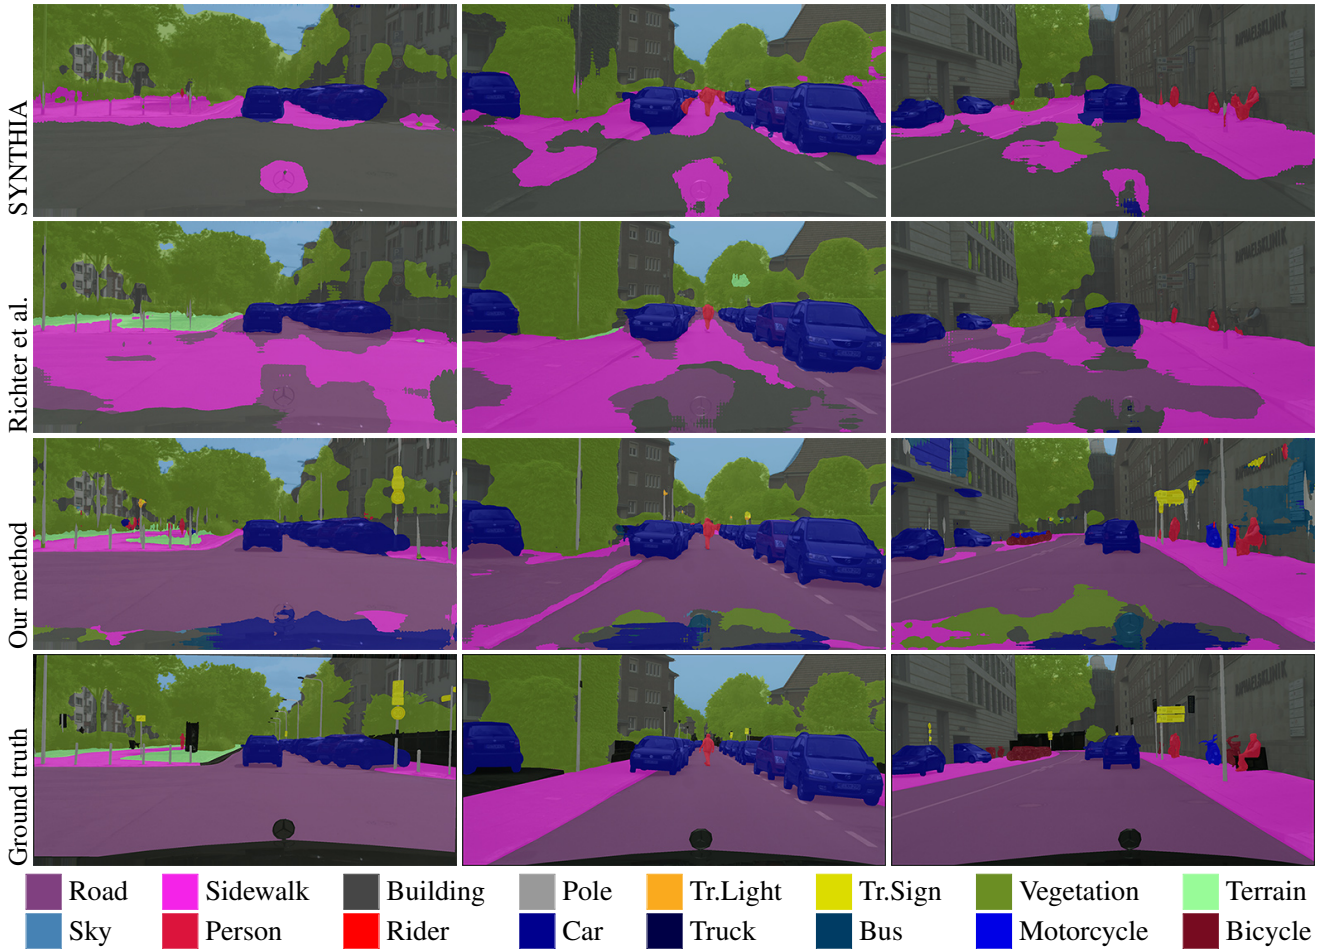 SYNTHIA
Richter et al.
Our method
Ground truth
Road
Sidewalk
Building
Pole
Tr.Light
Tr.Sign
Vegetation
Terrain
Sky
Person
Rider
Car
Truck
Bus
Motorcycle
Bicycle